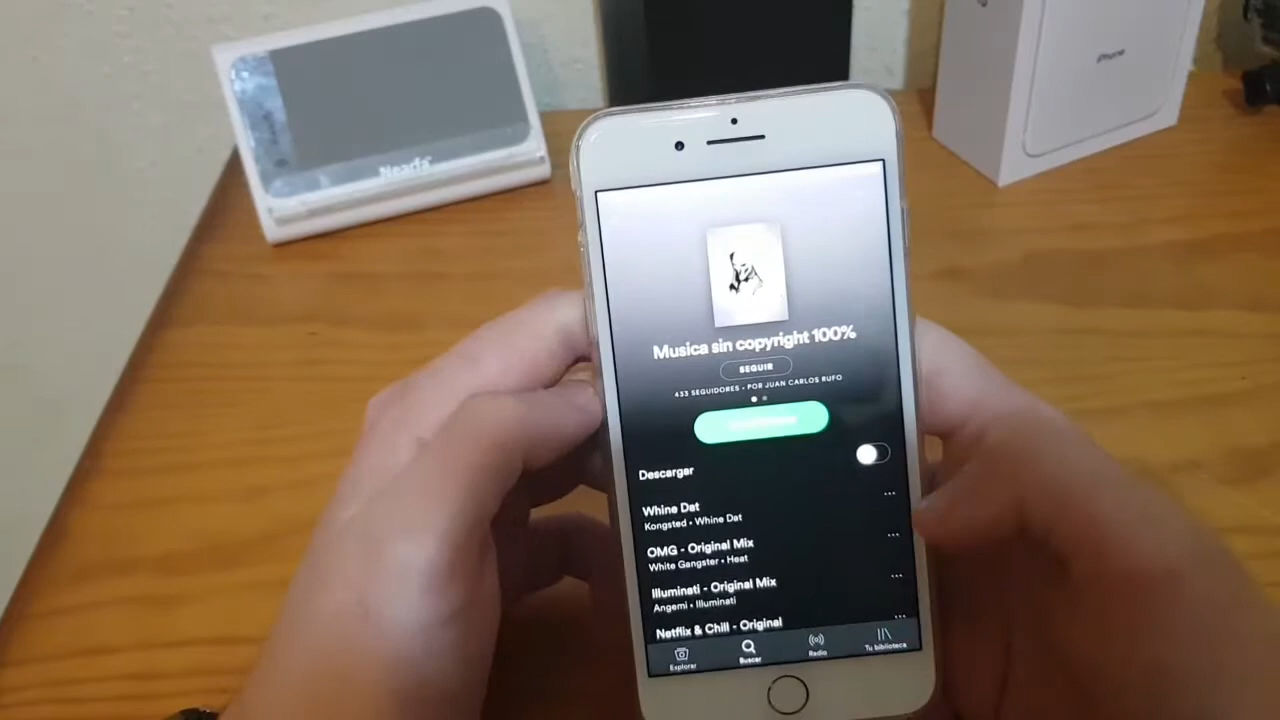 Neada
iPhone
Musica sin copyright 100%
SEGUIR
433 SEGUIDORES • POR JUAN CARLOS RUFO
Descargar
Whine Dat
Kongsted • Whine Dat
OMG - Original Mix
White Gangster • Heat
Illuminati - Original Mix
Angemi • Illuminati
Netflix & Chill - Original
Explorar
Buscar
Radio
Tu biblioteca